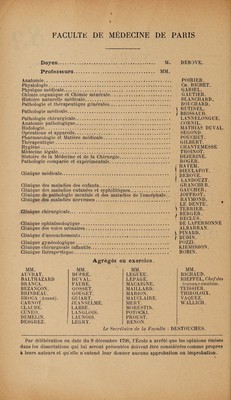 FACULTÉ DE MÉDECINE DE PARIS
Doyen M. DEBOVE.
Professeurs MM.
Anatomie POIRIER.
Physiologie CH. RICHET.
Physique médicale GARIEL.
Chimie organique et Chimie minérale GAUTIER.
Histoire naturelle médicale BLANCHARD.
Pathologie et thérapeutique générales BOUCHARD.
Pathologie médicale HUTINEL.
BRISSAUD.
Pathologie chirurgicale LANNELONGUE.
Anatomie pathologique CORNIL.
Histologie MATHIAS DUVAL.
Opérations et appareils SEGOND.
Pharmacologie et Matière médicale POUCHET.
Thérapeutique GILBERT.
Hygiène CHANTEMESSE
Médecine légale THOINOT
Histoire de la Médecine et de la Chirurgie DEJERINE.
Pathologie comparée et expérimentale ROGER.
Clinique médicale HAYEM.
DIEULAFOY.
DEBOVE.
LANDOUZY.
Clinique des maladies des enfants GRANCHER.
Clinique des maladies cutanées et syphilitiques GAUCHER.
Clinique de pathologie mentale et des maladies de l'encéphale JOFFROY.
Clinique des maladies nerveuses RAYMOND.
Clinique chirurgicale LE DENTU.
TERRIER.
BERGER.
RECLUS.
Clinique ophtalmologique DE LAPERSONNE
Clinique des voies urinaires ALBARRAN.
Clinique d'accouchements PINARD.
BUDIN.
Clinique gynécologique POZZI.
Clinique chirurgicale infantile KIRMISSON.
Clinique thérapeutique ROBIN.
Agrégés en exercice.
MM.
AUVRAY
BALTHAZARD
BRANCA.
BEZANÇON.
BRINDEAU.
BROCA (André).
CARNOT
CLAUDE.
CUNEO.
DEMELIN.
DESGREZ.
MM.
DUPRÉ.
DUVAL.
FAURE.
GOSSET.
GOUGET.
GUIART
JEANSELME.
LABBÉ.
LANGLOIS.
LAUNOIS.
LEGRY.
MM.
LEGUEU.
LEPAGE.
MACAIGNE.
MAILLARD.
MARION.
MAUCLAIRE.
MERY
MORESTIN.
POTOCKI.
PROUST.
RENON.
MM.
RICHAUD.
RIEFFEL, Chef des
travaux anatom.
TEISSIER.
THIROLOIX.
VAQUEZ.
WALLICH.
Le Secrétaire de la Faculté : DESTOUCHES.
Par délibération en date du 9 décembre 1798, l'École a arrêté que les opinions émises
dans les dissertations qui lui seront présentées doivent être considérées comme propres
à leurs auteurs et qu'elle n'entend leur donner aucune approbation ou improbation.